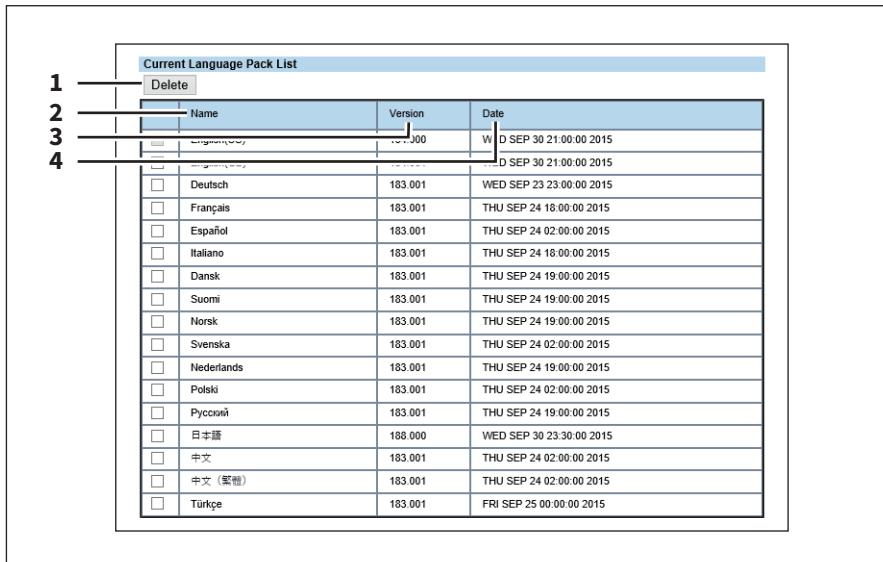 Current Language Pack List
1 Delete
2 Name Version Date
3
4
WED SEP 30 21:00:00 2015
WED SEP 30 21:00:00 2015
Deutsch 183.001 WED SEP 23 23:00:00 2015
Français 183.001 THU SEP 24 18:00:00 2015
Español 183.001 THU SEP 24 02:00:00 2015
Italiano 183.001 THU SEP 24 18:00:00 2015
Dansk 183.001 THU SEP 24 19:00:00 2015
Suomi 183.001 THU SEP 24 19:00:00 2015
Norsk 183.001 THU SEP 24 19:00:00 2015
Svenska 183.001 THU SEP 24 02:00:00 2015
Nederlands 183.001 THU SEP 24 19:00:00 2015
Polski 183.001 THU SEP 24 02:00:00 2015
Русский 183.001 THU SEP 24 19:00:00 2015
日本語 188.000 WED SEP 30 23:30:00 2015
中文 183.001 THU SEP 24 02:00:00 2015
中文（繁體） 183.001 THU SEP 24 02:00:00 2015
Türkçe 183.001 FRI SEP 25 00:00:00 2015